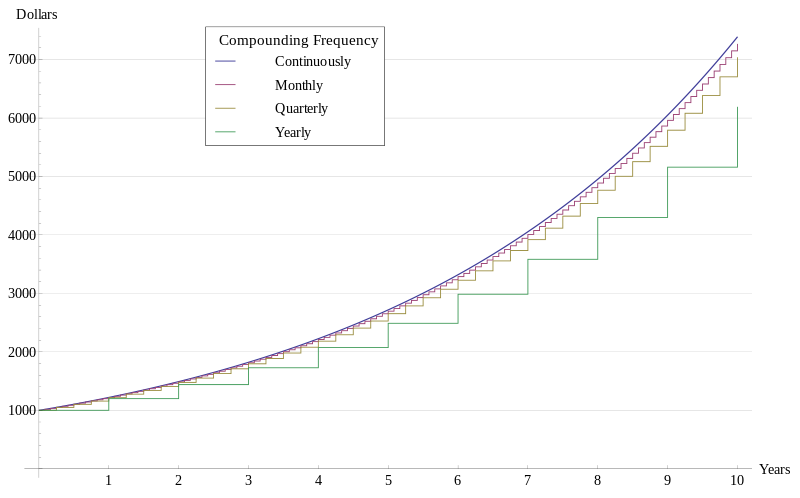 Dollars
Compounding Frequency
Continuously
Monthly
Quarterly
Yearly
7000
6000
5000
4000
3000
2000
1000
1 2 3 4 5 6 7 8 9 10 Years